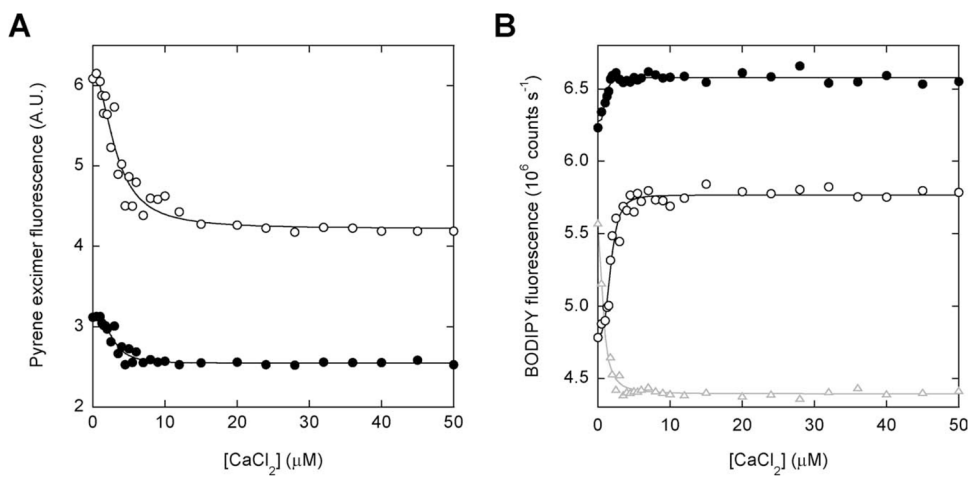 A
Pyrene excimer fluorescence (A.U.)
6
5
4
3
2
0 10 20 30 40 50
[CaCl2] (µM)
B
BODIPY fluorescence (10^6 counts s^-1)
6.5
6.0
5.5
5.0
4.5
0 10 20 30 40 50
[CaCl2] (µM)